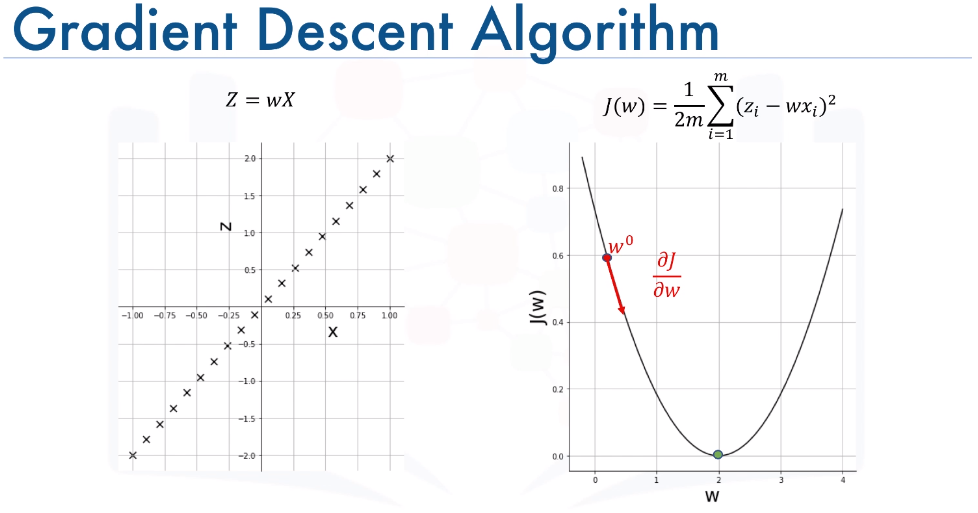 Gradient Descent Algorithm
Z = wX
J(w) = \frac{1}{2m} \sum_{i=1}^{m} (z_i − wx_i)^2
2.0
1.5
Z
1.0
0.5
−1.00 −0.75 −0.50 −0.25 0.25 0.50 0.75 1.00
X
−0.5
−1.0
−1.5
−2.0
0.8
w^0
0.6
\frac{∂J}{∂w}
J(w)
0.4
0.2
0.0
0 1 2 3 4
w